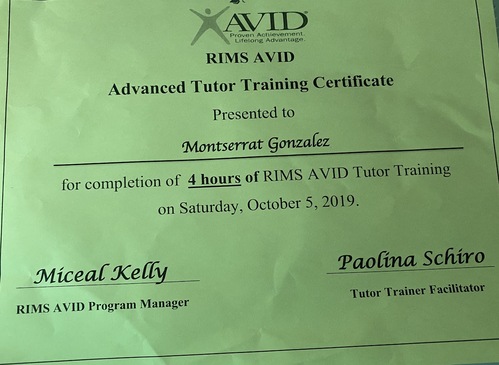 AVID®
Proven Achievement.
Lifelong Advantage.
RIMS AVID
Advanced Tutor Training Certificate
Presented to
Montserrat Gonzalez
for completion of 4 hours of RIMS AVID Tutor Training
on Saturday, October 5, 2019.
Miceal Kelly
RIMS AVID Program Manager
Paolina Schiro
Tutor Trainer Facilitator